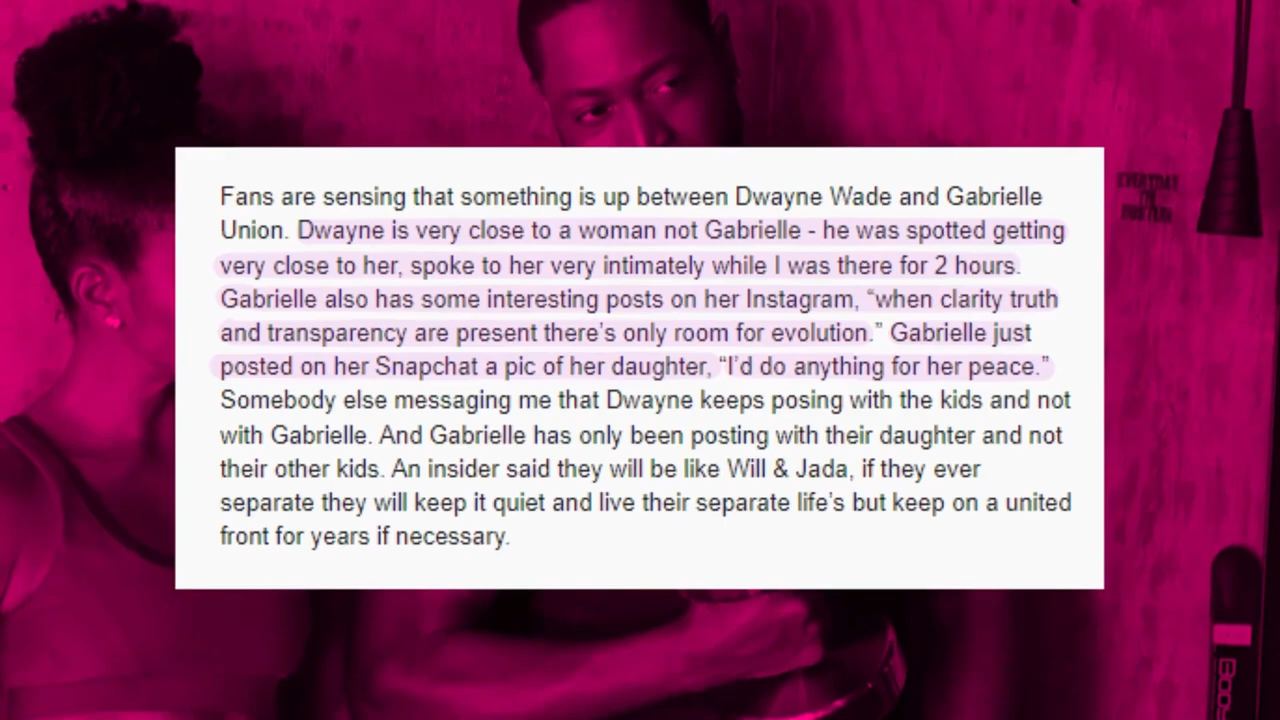 Fans are sensing that something is up between Dwayne Wade and Gabrielle
Union. Dwayne is very close to a woman not Gabrielle - he was spotted getting
very close to her, spoke to her very intimately while I was there for 2 hours.
Gabrielle also has some interesting posts on her Instagram, “when clarity truth
and transparency are present there’s only room for evolution.” Gabrielle just
posted on her Snapchat a pic of her daughter, “I’d do anything for her peace.”
Somebody else messaging me that Dwayne keeps posing with the kids and not
with Gabrielle. And Gabrielle has only been posting with their daughter and not
their other kids. An insider said they will be like Will & Jada, if they ever
separate they will keep it quiet and live their separate life’s but keep on a united
front for years if necessary.